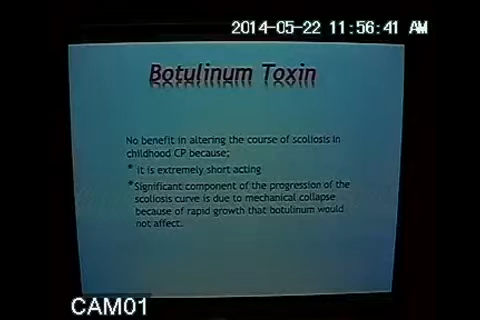 2014-05-22 11:56:41 AM
Botulinum Toxin
No benefit in altering the course of scoliosis in
childhood CP because;
* it is extremely short acting
* Significant component of the progression of the
scoliosis curve is due to mechanical collapse
because of rapid growth that botulinum would
not affect.
CAM01